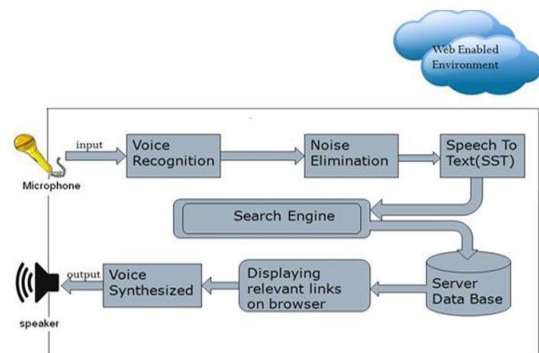 Web Enabled
Environment
input
Voice
Recognition
Noise
Elimination
Speech To
Text(SST)
Microphone
Search Engine
output
Voice
Synthesized
Displaying
relevant links
on browser
Server
Data Base
speaker